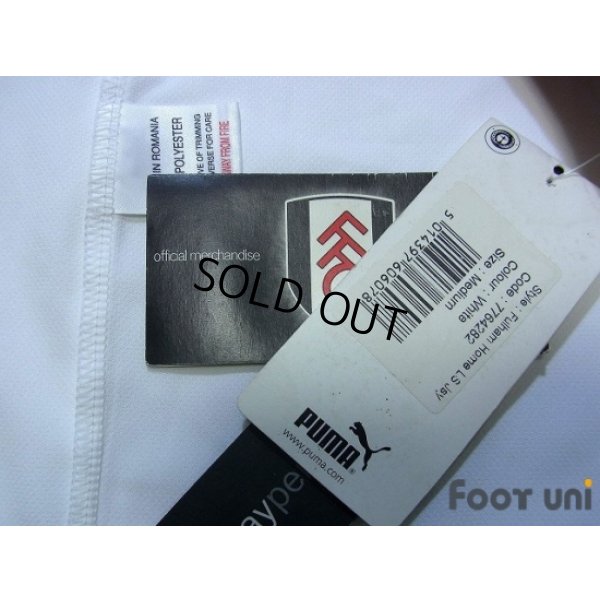 IN ROMANIA
POLYESTER
VE OF TRIMMING
VERSE FOR CARE
WAY FROM FIRE
official merchandise
FFC
SOLD OUT
5 014397 606078
Style : Fulham Home LS Jsy
Code : 7764282
Colour : White
Size : Medium
PUMA
www.puma.com
aype
FOOT UNI